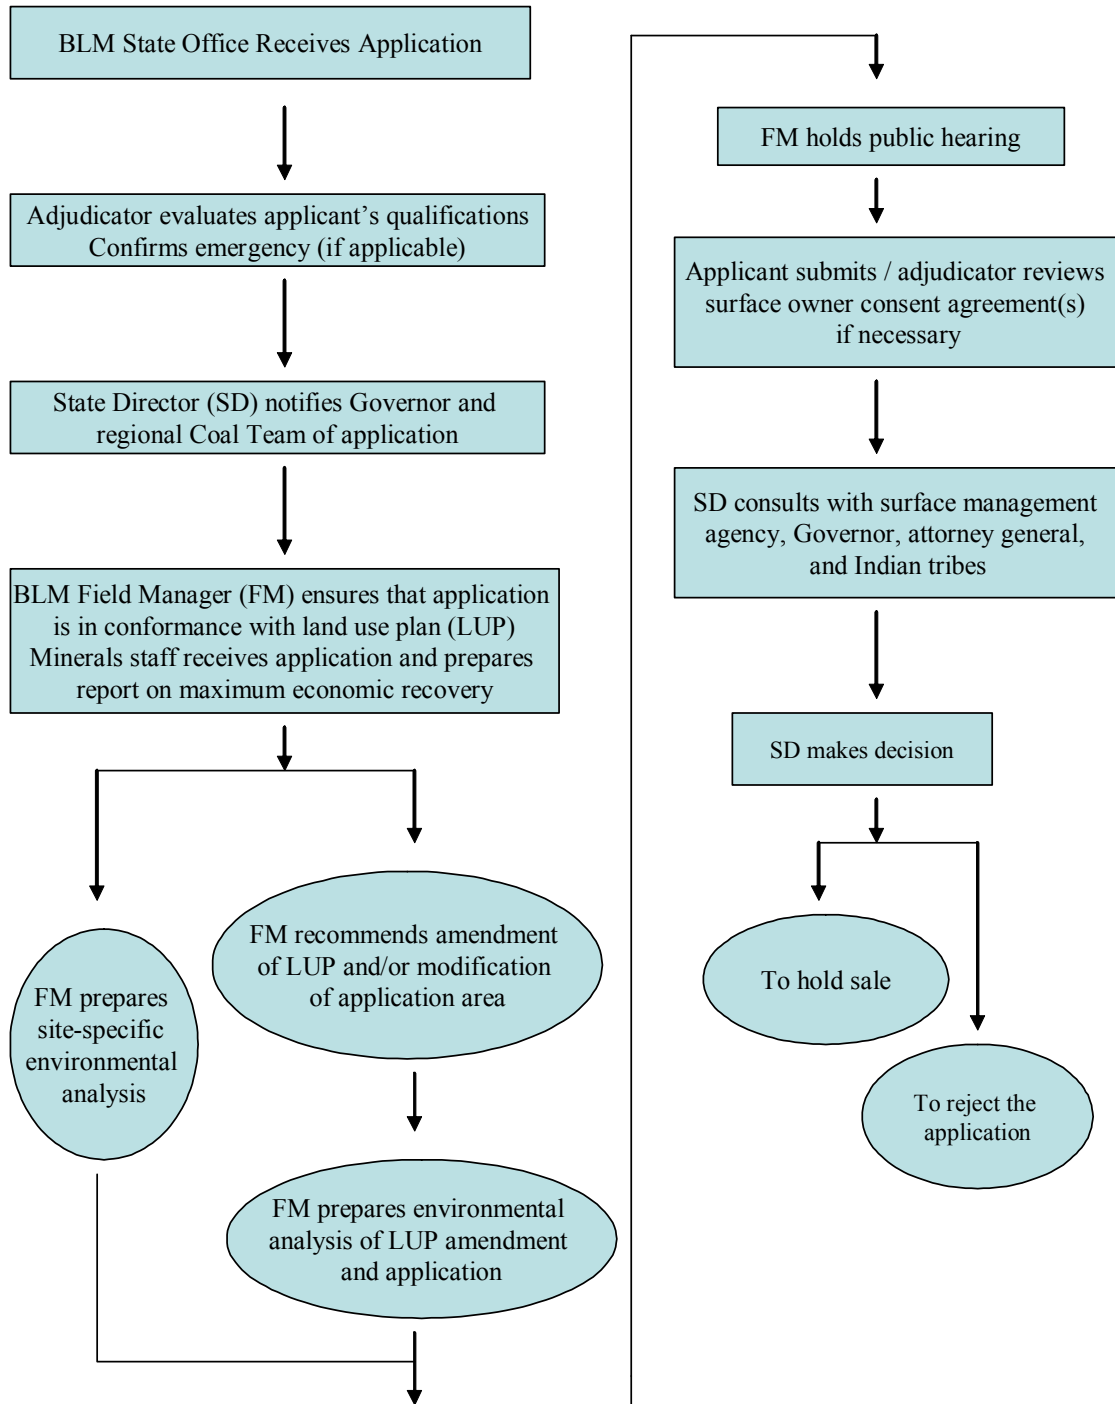 BLM State Office Receives Application
Adjudicator evaluates applicant’s qualifications
Confirms emergency (if applicable)
State Director (SD) notifies Governor and
regional Coal Team of application
BLM Field Manager (FM) ensures that application
is in conformance with land use plan (LUP)
Minerals staff receives application and prepares
report on maximum economic recovery
FM prepares
site-specific
environmental
analysis
FM recommends amendment
of LUP and/or modification
of application area
FM prepares environmental
analysis of LUP amendment
and application
FM holds public hearing
Applicant submits / adjudicator reviews
surface owner consent agreement(s)
if necessary
SD consults with surface management
agency, Governor, attorney general,
and Indian tribes
SD makes decision
To hold sale
To reject the
application